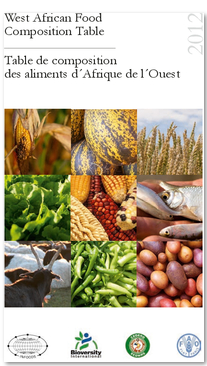 West African Food
Composition Table
2012
Table de composition
des aliments d´Afrique de l´Ouest
Bioversity
International